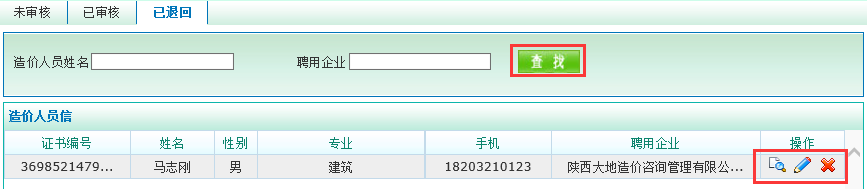 未审核 已审核 已退回
造价人员姓名 聘用企业 查 找
造价人员信
证书编号 姓名 性别 专业 手机 聘用企业 操作
3698521479... 马志刚 男 建筑 18203210123 陕西大地造价咨询管理有限公...